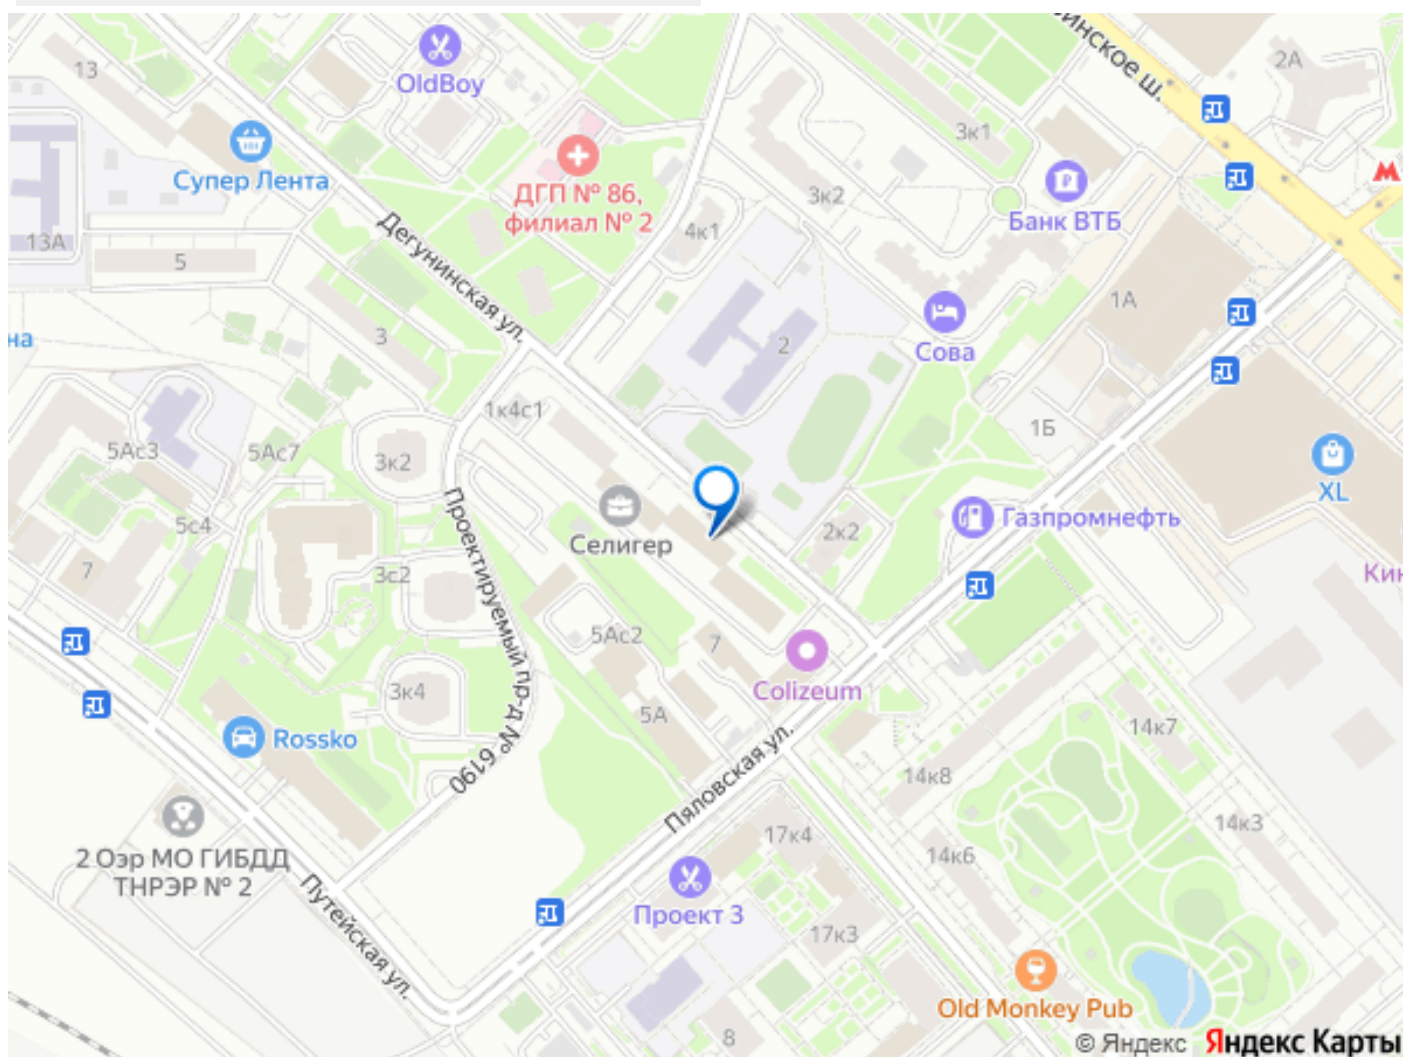 инское ш.
2А
13
OldBoy
3к1
Супер Лента
ДГП № 86,
филиал № 2
3к2
Банк ВТБ
13А
5
Дегунинская ул.
4к1
1А
на
3
2
Сова
1к4с1
1Б
5Ас3
5Ас7
3к2
XL
5с4
Проектируемый пр-д № 6190
Селигер
2к2
Газпромнефть
7
3с2
Кин
5Ас2
7
3к4
Colizeum
5А
Rossko
14к7
Пяловская ул.
14к8
2 Оэр МО ГИБДД
ТНРЭР № 2
17к4
14к3
14к6
Путейская ул.
Проект 3
17к3
Old Monkey Pub
8
© Яндекс Яндекс Карты